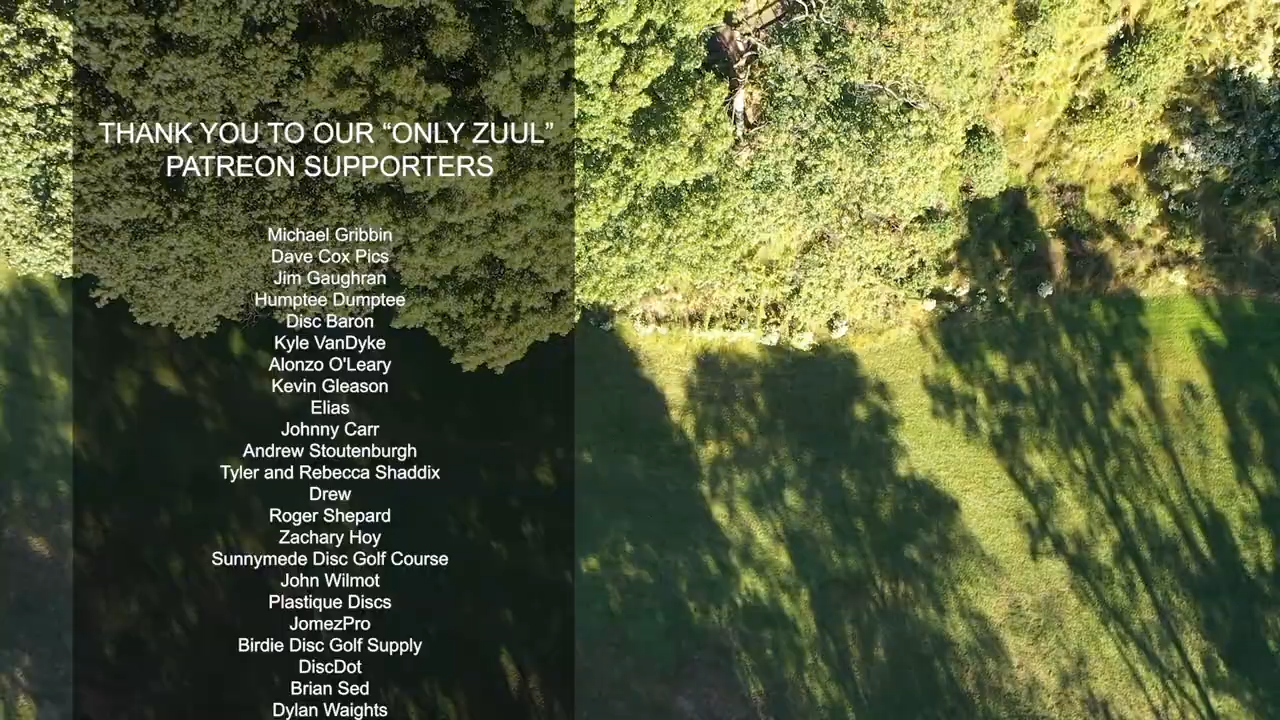 THANK YOU TO OUR “ONLY ZUUL”
PATREON SUPPORTERS
Michael Gribbin
Dave Cox Pics
Jim Gaughran
Humptee Dumptee
Disc Baron
Kyle VanDyke
Alonzo O'Leary
Kevin Gleason
Elias
Johnny Carr
Andrew Stoutenburgh
Tyler and Rebecca Shaddix
Drew
Roger Shepard
Zachary Hoy
Sunnymede Disc Golf Course
John Wilmot
Plastique Discs
JomezPro
Birdie Disc Golf Supply
DiscDot
Brian Sed
Dylan Waights